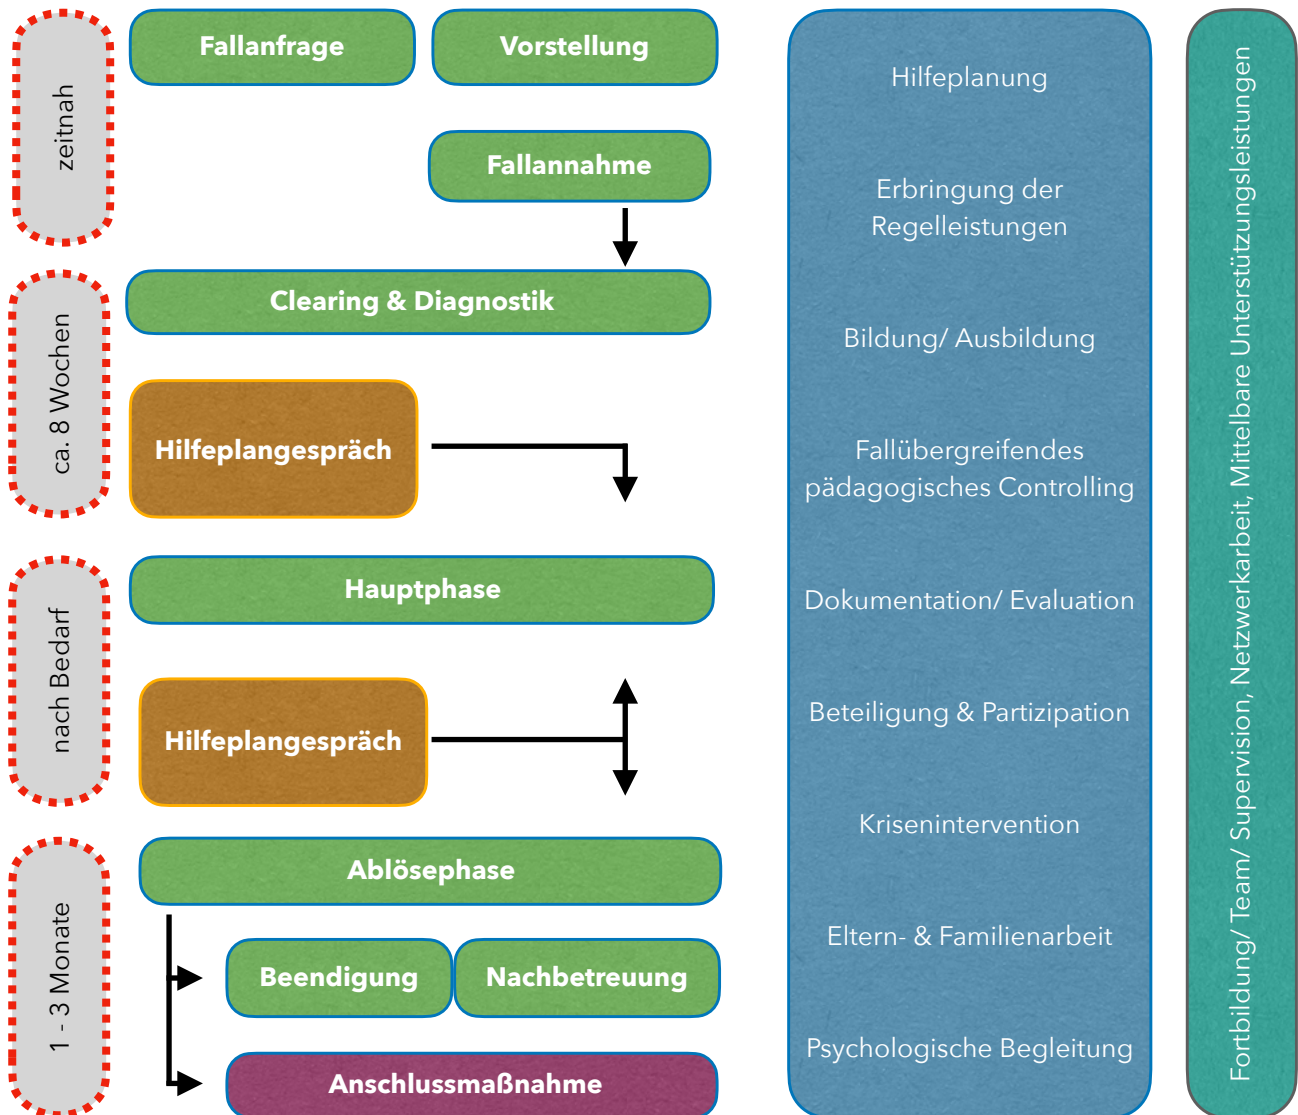 zeitnah
Fallanfrage
Vorstellung
Fallannahme
ca. 8 Wochen
Clearing & Diagnostik
Hilfeplangespräch
nach Bedarf
Hauptphase
Hilfeplangespräch
1 - 3 Monate
Ablösephase
Beendigung
Nachbetreuung
Anschlussmaßnahme
Hilfeplanung
Erbringung der
Regelleistungen
Bildung/ Ausbildung
Fallübergreifendes
pädagogisches Controlling
Dokumentation/ Evaluation
Beteiligung & Partizipation
Krisenintervention
Eltern- & Familienarbeit
Psychologische Begleitung
Fortbildung/ Team/ Supervision, Netzwerkarbeit, Mittelbare Unterstützungsleistungen